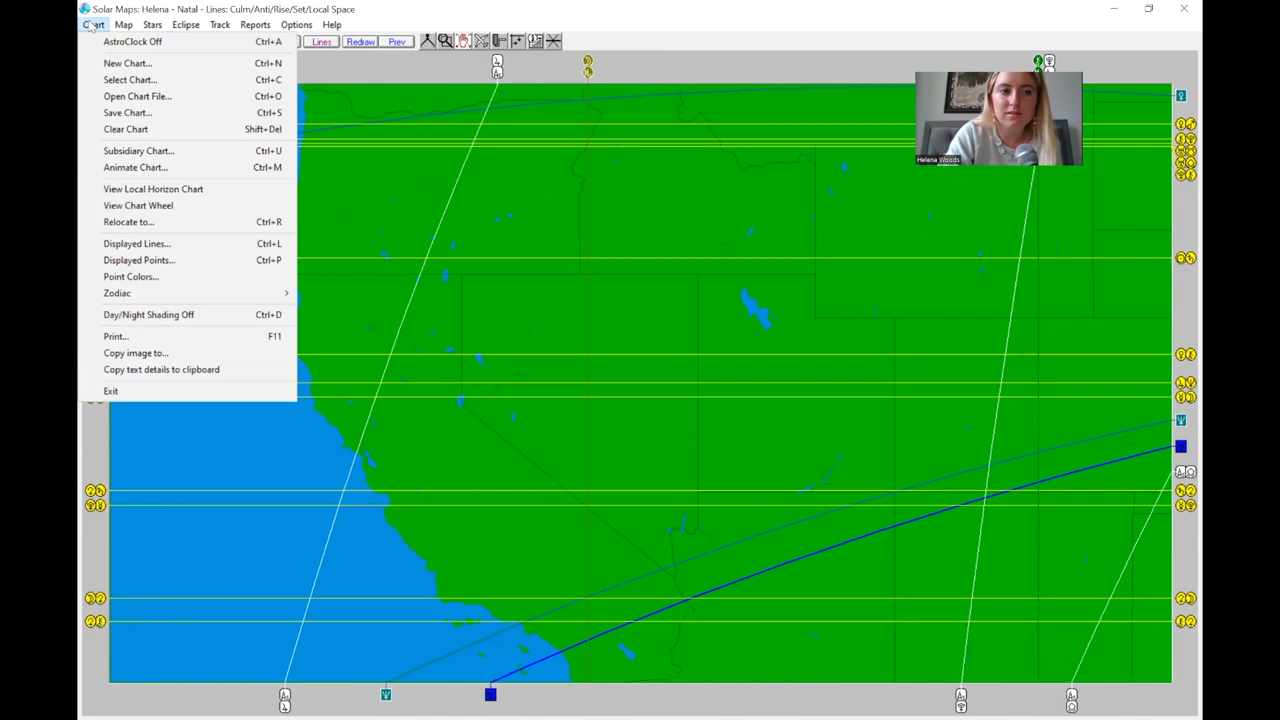 Solar Maps: Helena - Natal - Lines: Culm/Anti/Rise/Set/Local Space
Chart Map Stars Eclipse Track Reports Options Help
Lines Redraw Prev
AstroClock Off Ctrl+A
New Chart... Ctrl+N
Select Chart... Ctrl+C
Open Chart File... Ctrl+O
Save Chart... Ctrl+S
Clear Chart Shift+Del
Subsidiary Chart... Ctrl+U
Animate Chart... Ctrl+M
View Local Horizon Chart
View Chart Wheel
Relocate to... Ctrl+R
Displayed Lines... Ctrl+L
Displayed Points... Ctrl+P
Point Colors...
Zodiac
Day/Night Shading Off Ctrl+D
Print... F11
Copy image to...
Copy text details to clipboard
Exit
Helena Woods